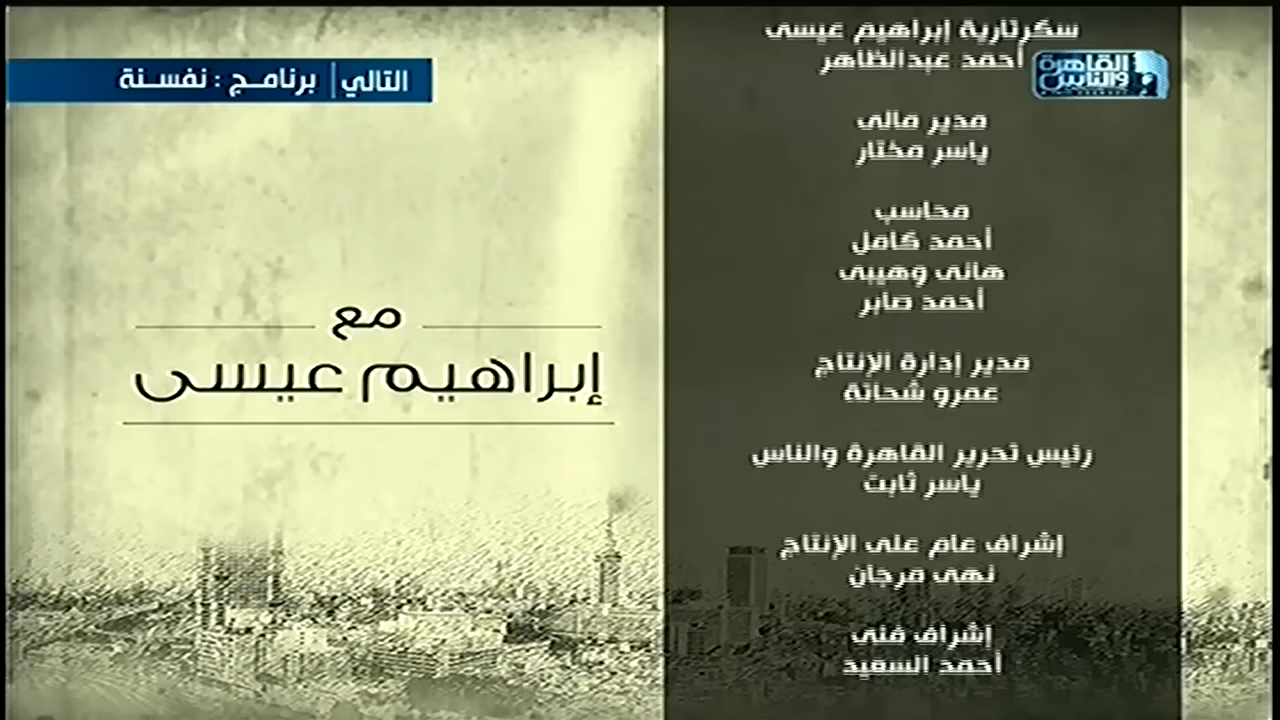 سكرتارية إبراهيم عيسى
أحمد عبدالظاهر
القاهرة
والناس
التالي | برنامج : نفسنة
مدير مالى
ياسر مختار
محاسب
أحمد كامل
هانى وهيبى
أحمد صابر
مع
إبراهيم عيسى
مدير إدارة الإنتاج
عمرو شحاتة
رئيس تحرير القاهرة والناس
ياسر ثابت
إشراف عام على الإنتاج
نهى مرجان
إشراف فنى
أحمد السعيد